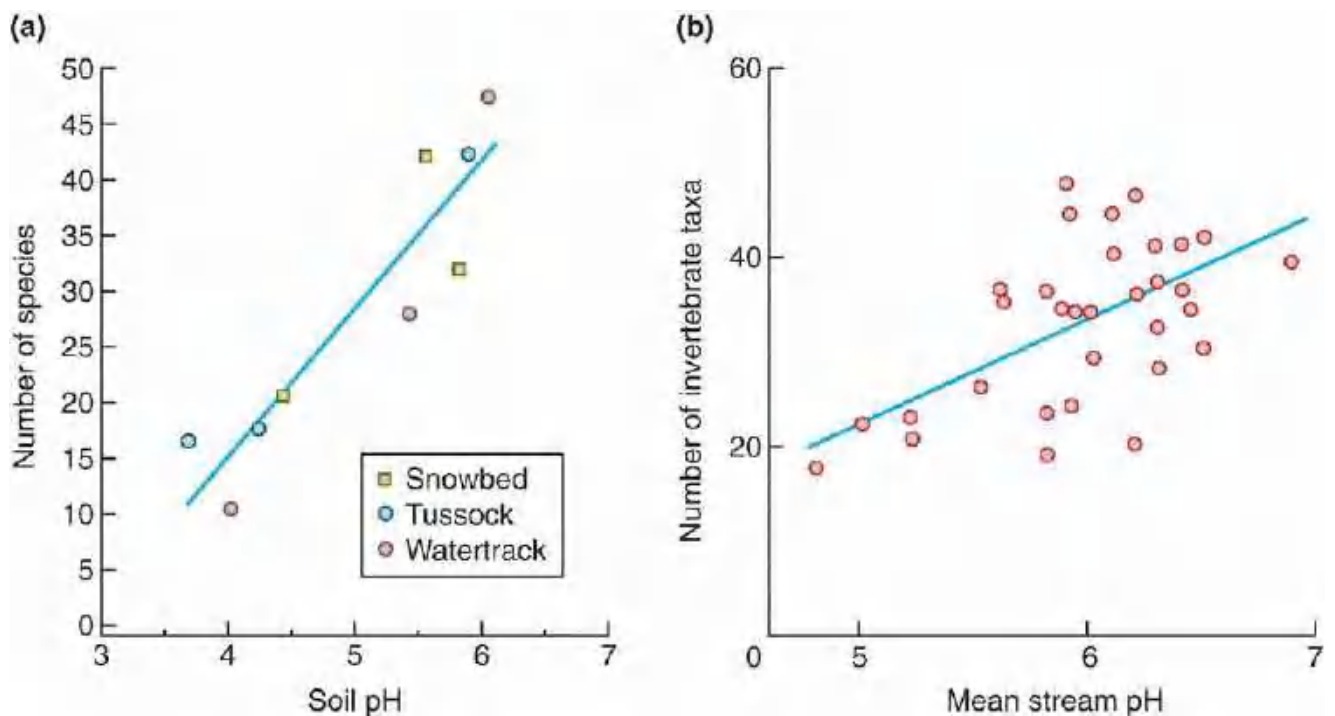 (a)
50
45
40
35
30
25
20
15
10
5
0
Number of species
Snowbed
Tussock
Watertrack
3 4 5 6 7
Soil pH
(b)
60
40
20
Number of invertebrate taxa
0 5 6 7
Mean stream pH